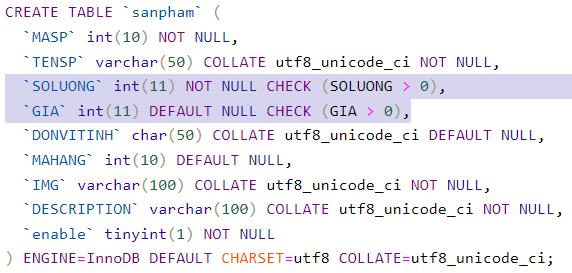 CREATE TABLE `sanpham` (
`MASP` int(10) NOT NULL,
`TENSP` varchar(50) COLLATE utf8_unicode_ci NOT NULL,
`SOLUONG` int(11) NOT NULL CHECK (SOLUONG > 0),
`GIA` int(11) DEFAULT NULL CHECK (GIA > 0),
`DONVITINH` char(50) COLLATE utf8_unicode_ci DEFAULT NULL,
`MAHANG` int(10) DEFAULT NULL,
`IMG` varchar(100) COLLATE utf8_unicode_ci NOT NULL,
`DESCRIPTION` varchar(100) COLLATE utf8_unicode_ci NOT NULL,
`enable` tinyint(1) NOT NULL
) ENGINE=InnoDB DEFAULT CHARSET=utf8 COLLATE=utf8_unicode_ci;